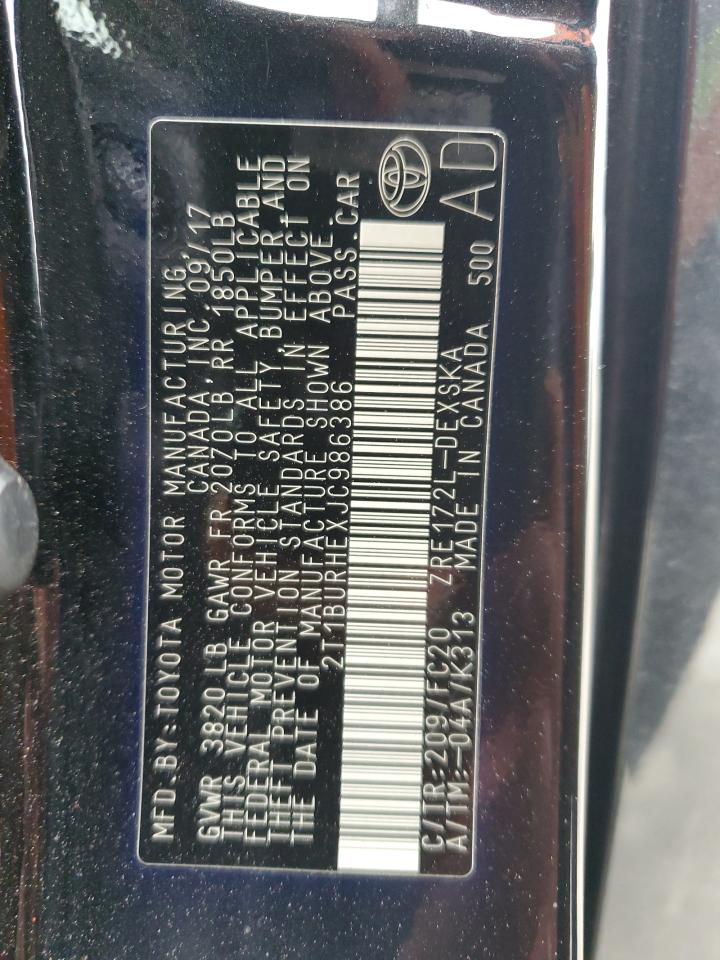 MFD.BY:TOYOTA MOTOR MANUFACTURING
CANADA, INC. 09/17
GVWR 3820LB GAWR FR 2070LB, RR 1850LB
THIS VEHICLE CONFORMS TO ALL APPLICABLE
FEDERAL MOTOR VEHICLE SAFETY, BUMPER AND
THEFT PREVENTION STANDARDS IN EFFECT ON
THE DATE OF MANUFACTURE SHOWN ABOVE.
2T1BURHEXJC986386 PASS.CAR
C/TR:209/FC20 ZRE172L-DEXSKA
A/TM:-04A/K313 MADE IN CANADA 500
AD